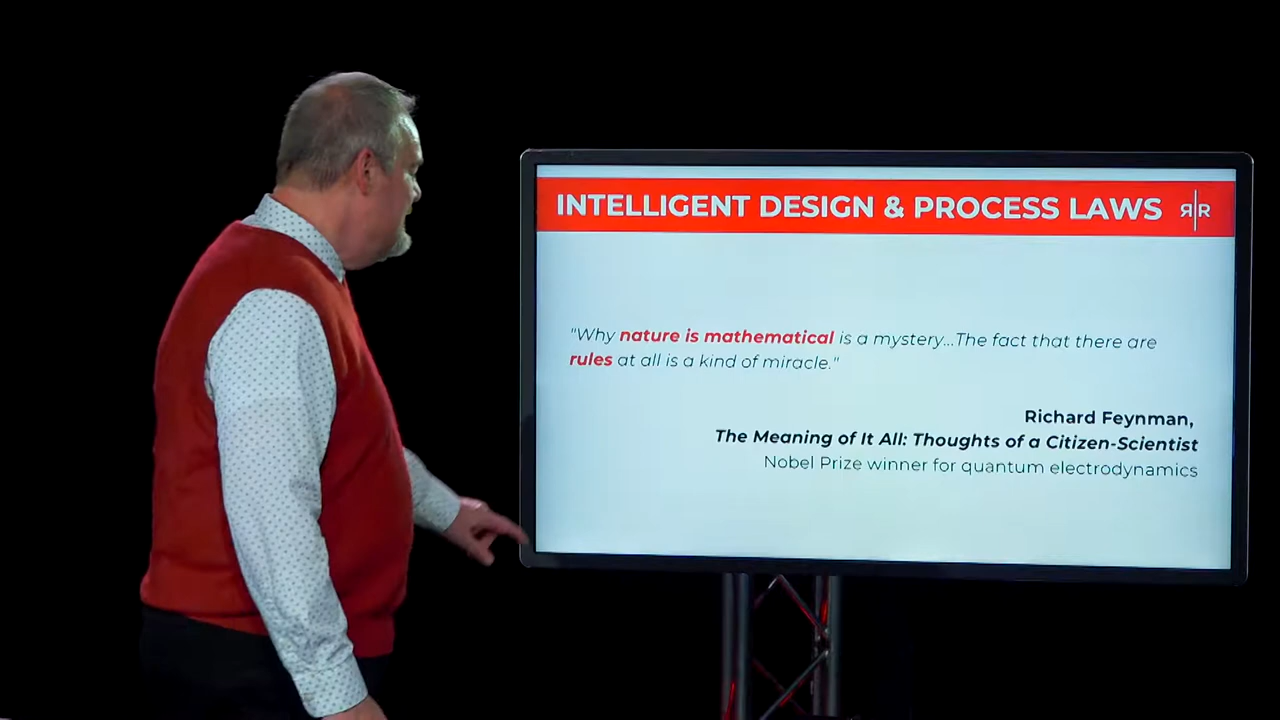 INTELLIGENT DESIGN & PROCESS LAWS ЯR
"Why nature is mathematical is a mystery...The fact that there are
rules at all is a kind of miracle."
Richard Feynman,
The Meaning of It All: Thoughts of a Citizen-Scientist
Nobel Prize winner for quantum electrodynamics